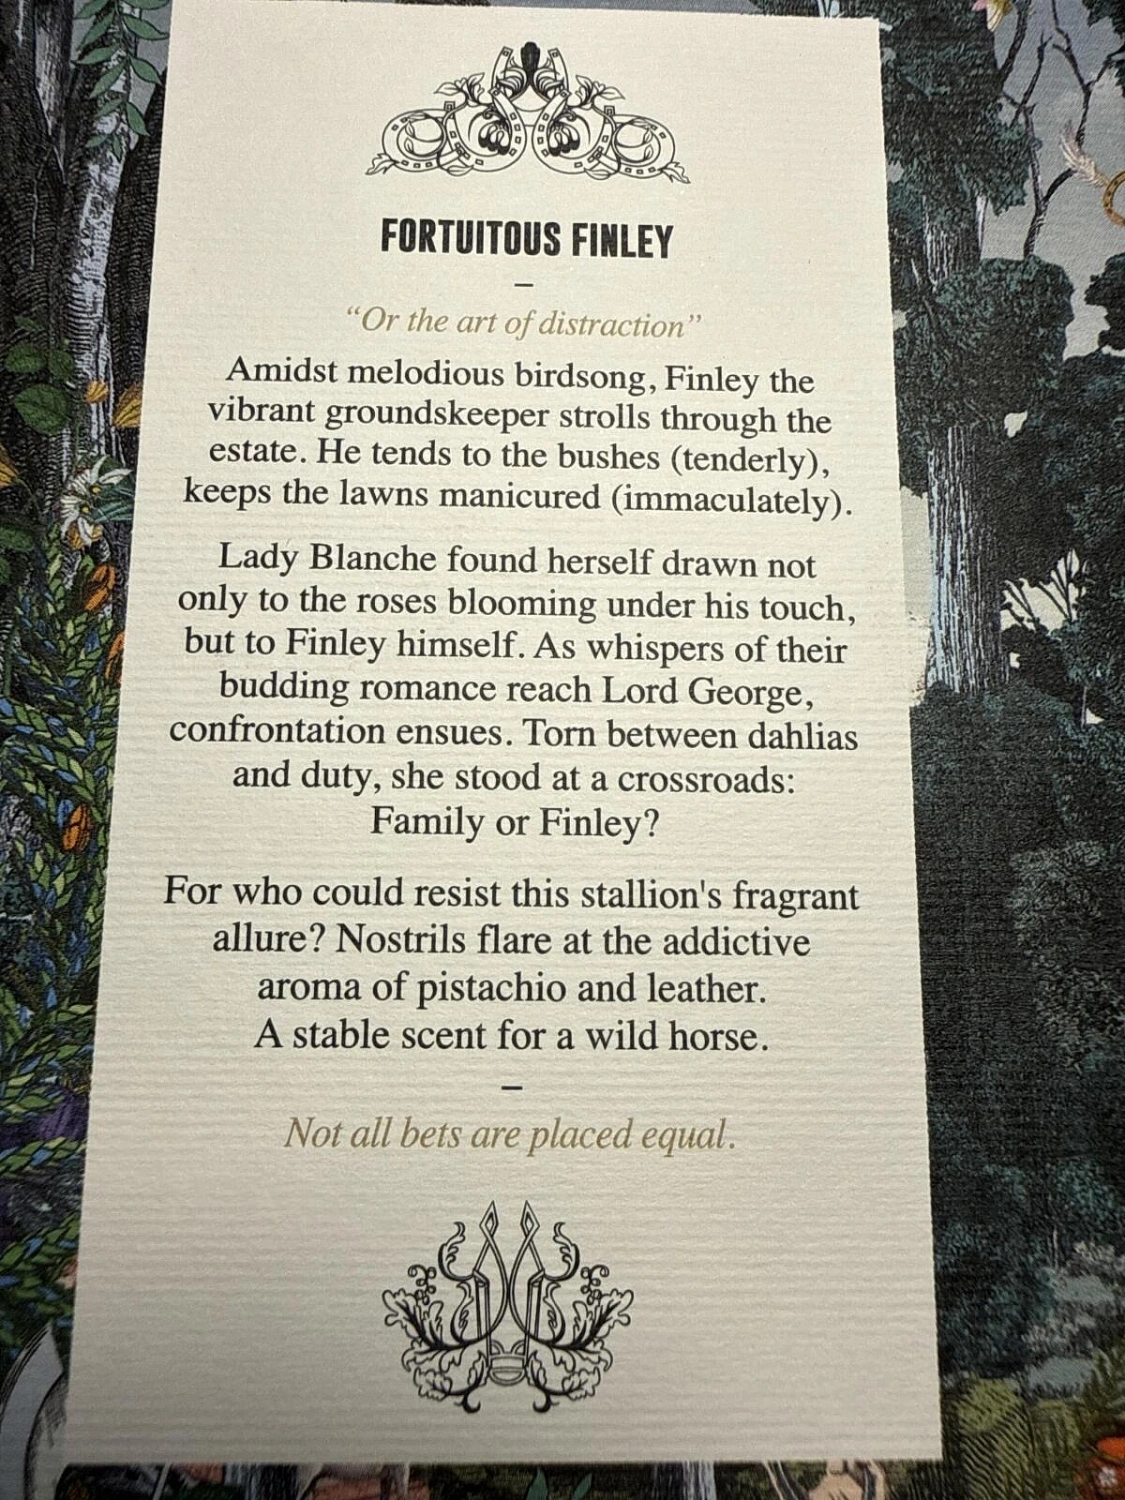 FORTUITOUS FINLEY
–
“Or the art of distraction”
Amidst melodious birdsong, Finley the
vibrant groundskeeper strolls through the
estate. He tends to the bushes (tenderly),
keeps the lawns manicured (immaculately).
Lady Blanche found herself drawn not
only to the roses blooming under his touch,
but to Finley himself. As whispers of their
budding romance reach Lord George,
confrontation ensues. Torn between dahlias
and duty, she stood at a crossroads:
Family or Finley?
For who could resist this stallion's fragrant
allure? Nostrils flare at the addictive
aroma of pistachio and leather.
A stable scent for a wild horse.
–
Not all bets are placed equal.